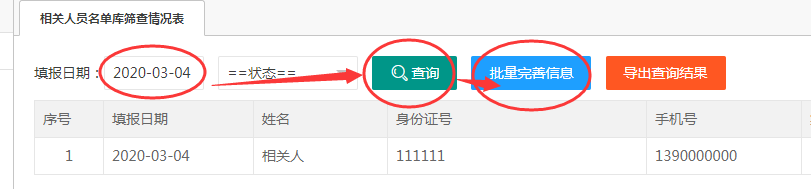 相关人员名单库筛查情况表
填报日期： 2020-03-04 ==状态== 查询 批量完善信息 导出查询结果
序号 填报日期 姓名 身份证号 手机号
1 2020-03-04 相关人 111111 1390000000